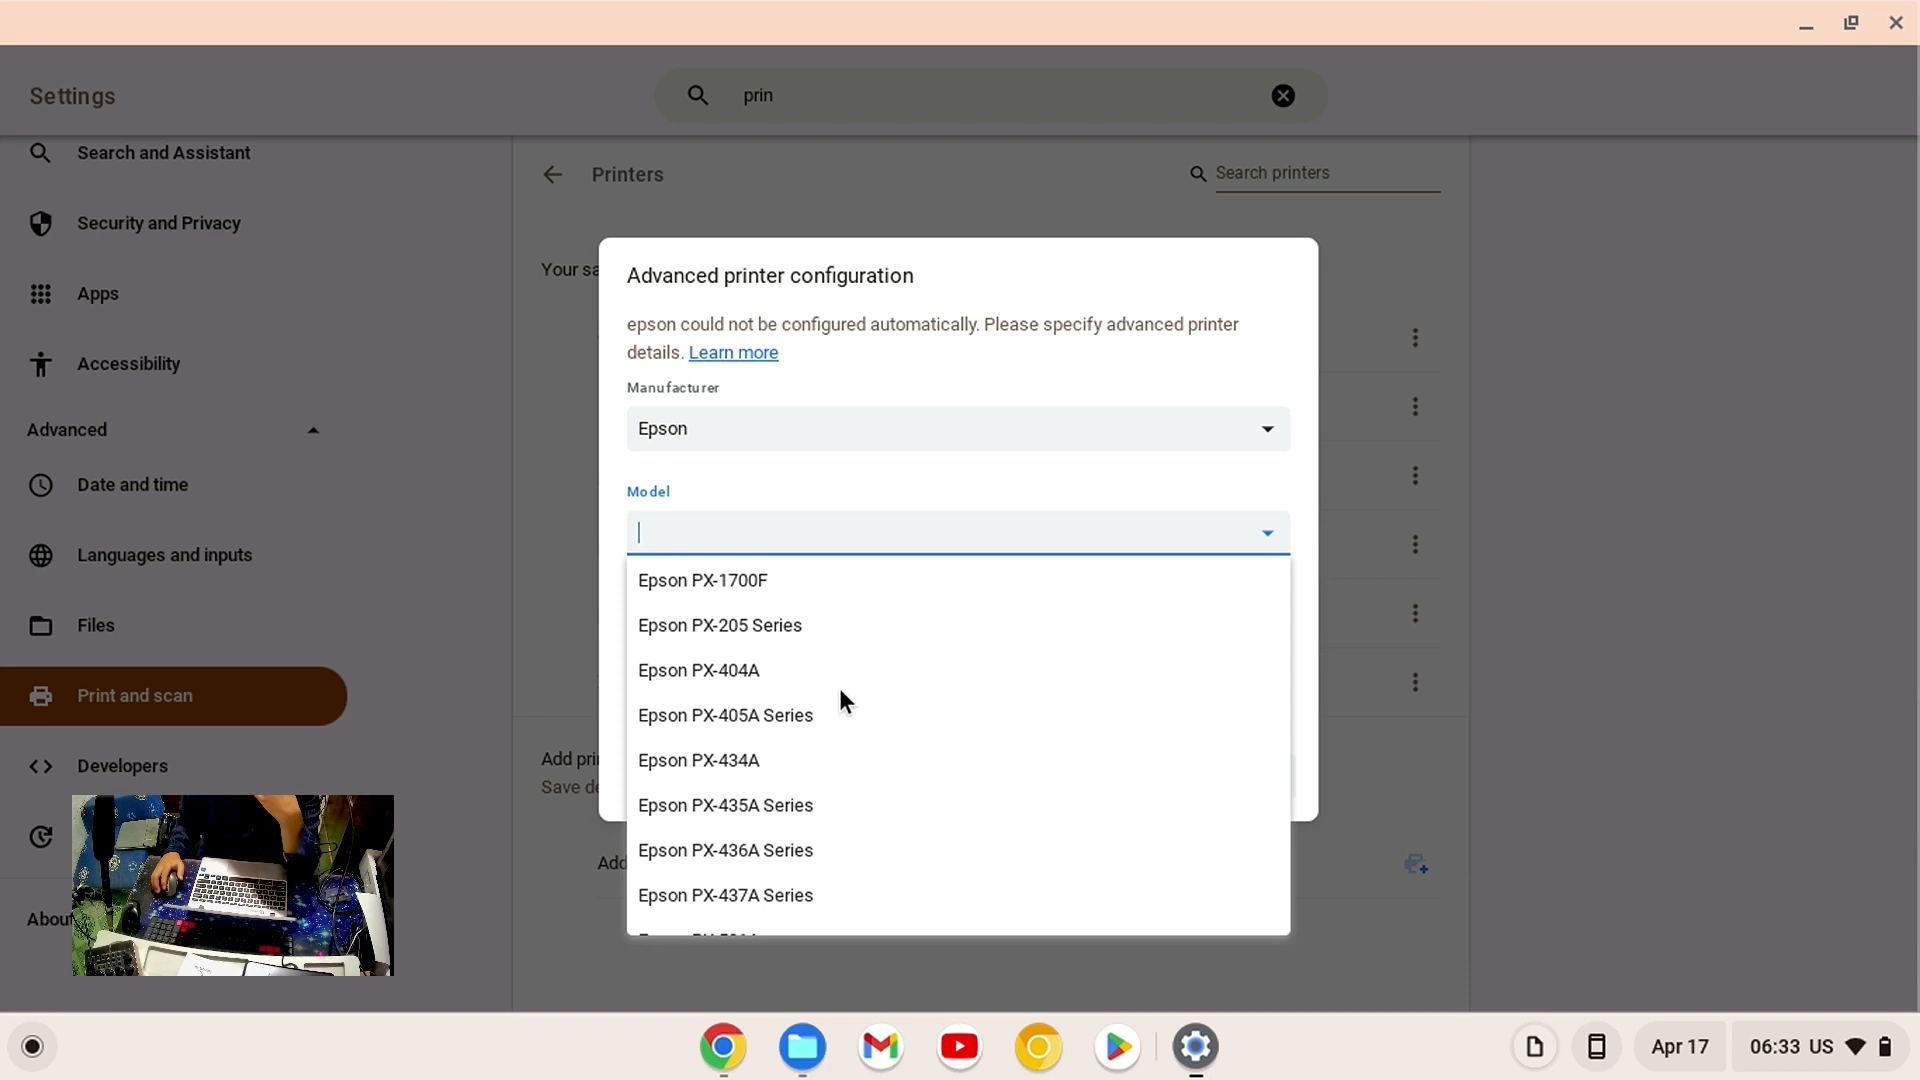 Settings
prin
Search and Assistant
Security and Privacy
Apps
Accessibility
Advanced
Date and time
Languages and inputs
Files
Print and scan
Developers
About
Printers
Search printers
Your sa
Advanced printer configuration
epson could not be configured automatically. Please specify advanced printer
details. Learn more
Manufacturer
Epson
Model
Epson PX-1700F
Epson PX-205 Series
Epson PX-404A
Epson PX-405A Series
Epson PX-434A
Epson PX-435A Series
Epson PX-436A Series
Epson PX-437A Series
Add prin
Save de
Add
Apr 17
06:33 US